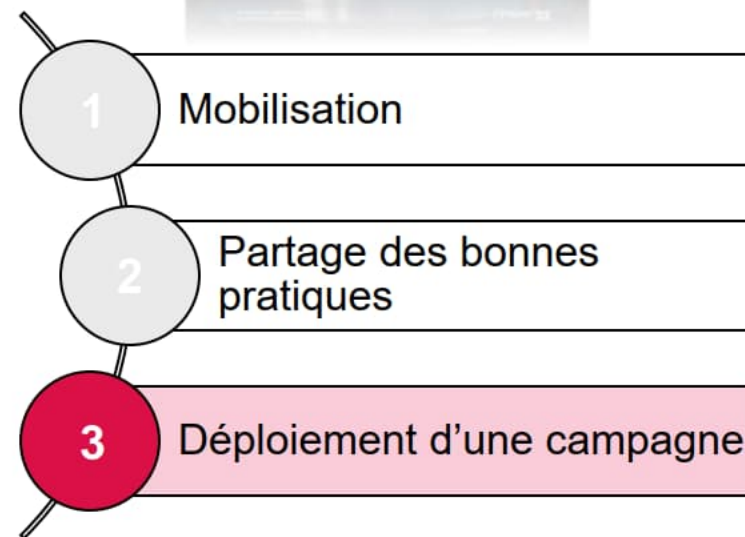 1
Mobilisation
2
Partage des bonnes
pratiques
3
Déploiement d’une campagne